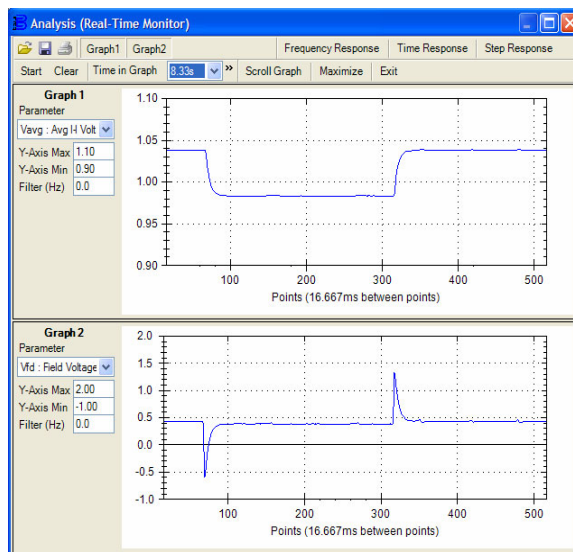 Analysis (Real-Time Monitor)
Graph1 Graph2 Frequency Response Time Response Step Response
Start Clear Time in Graph 8.33s » Scroll Graph Maximize Exit
Graph 1
Parameter
Vavg : Avg l-l Volt
Y-Axis Max 1.10
Y-Axis Min 0.90
Filter (Hz) 0.0
1.10
1.05
1.00
0.95
0.90
100 200 300 400 500
Points (16.667ms between points)
Graph 2
Parameter
Vfd : Field Voltage
Y-Axis Max 2.00
Y-Axis Min -1.00
Filter (Hz) 0.0
2.0
1.5
1.0
0.5
0.0
-0.5
-1.0
100 200 300 400 500
Points (16.667ms between points)